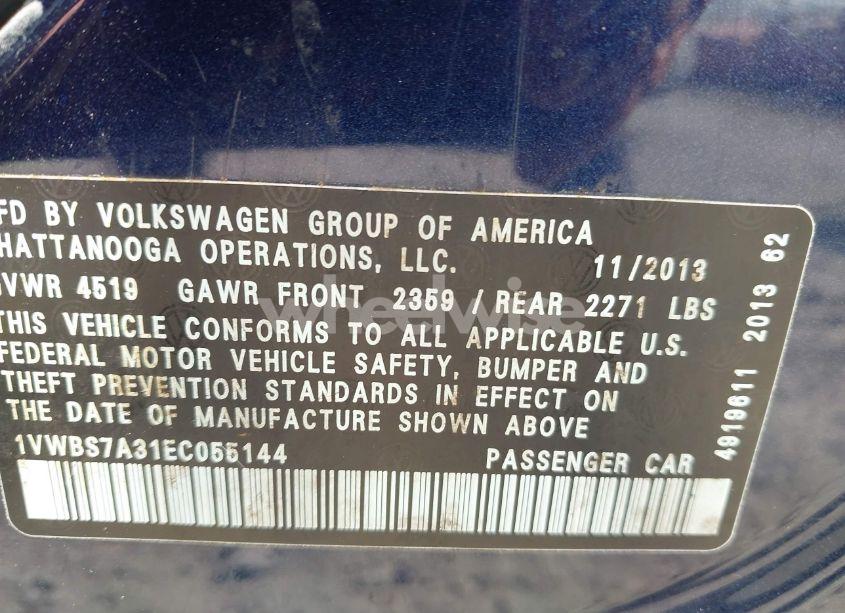 FD BY VOLKSWAGEN GROUP OF AMERICA
HATTANOOGA OPERATIONS, LLC. 11/2013
VWR 4519 GAWR FRONT 2359 / REAR 2271 LBS
THIS VEHICLE CONFORMS TO ALL APPLICABLE U.S.
FEDERAL MOTOR VEHICLE SAFETY, BUMPER AND
THEFT PREVENTION STANDARDS IN EFFECT ON
THE DATE OF MANUFACTURE SHOWN ABOVE
1VWBS7A31EC055144 PASSENGER CAR
4919611 2013 62
wheelwise